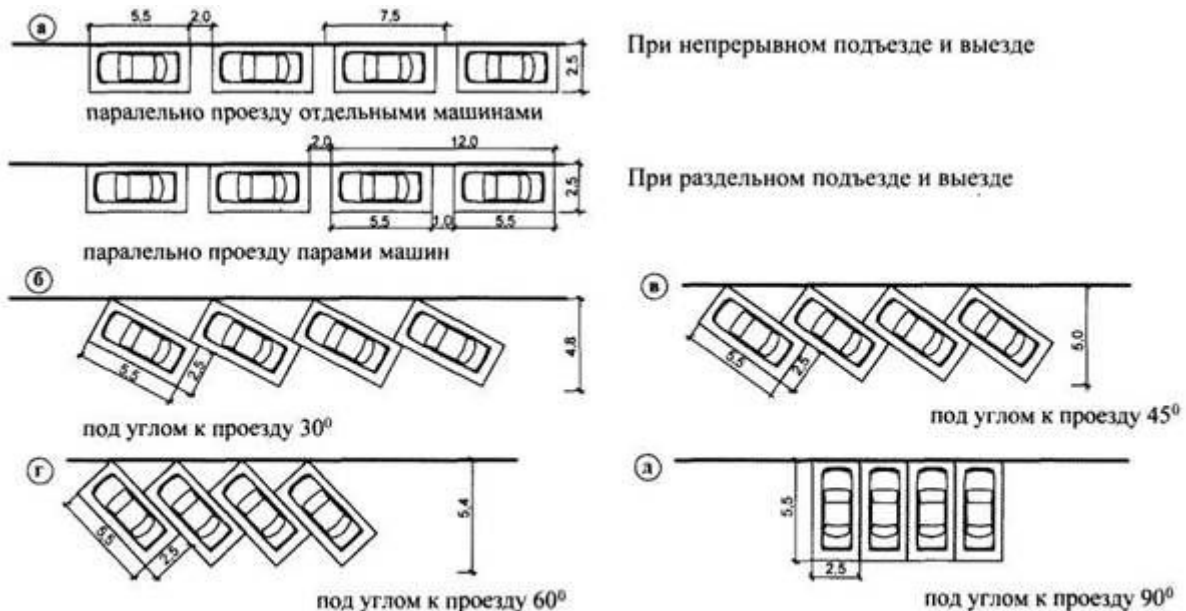 а
5.5 2.0 7.5
2.5
При непрерывном подъезде и выезде
паралельно проезду отдельными машинами
2.0 12.0
2.5
При раздельном подъезде и выезде
5.5 1.0 5.5
паралельно проезду парами машин
б
4,8
5,5 2,5
под углом к проезду 30⁰
в
5,0
5,5 2,5
под углом к проезду 45⁰
г
5,4
5,5 2,5
под углом к проезду 60⁰
д
5,5
2,5
под углом к проезду 90⁰